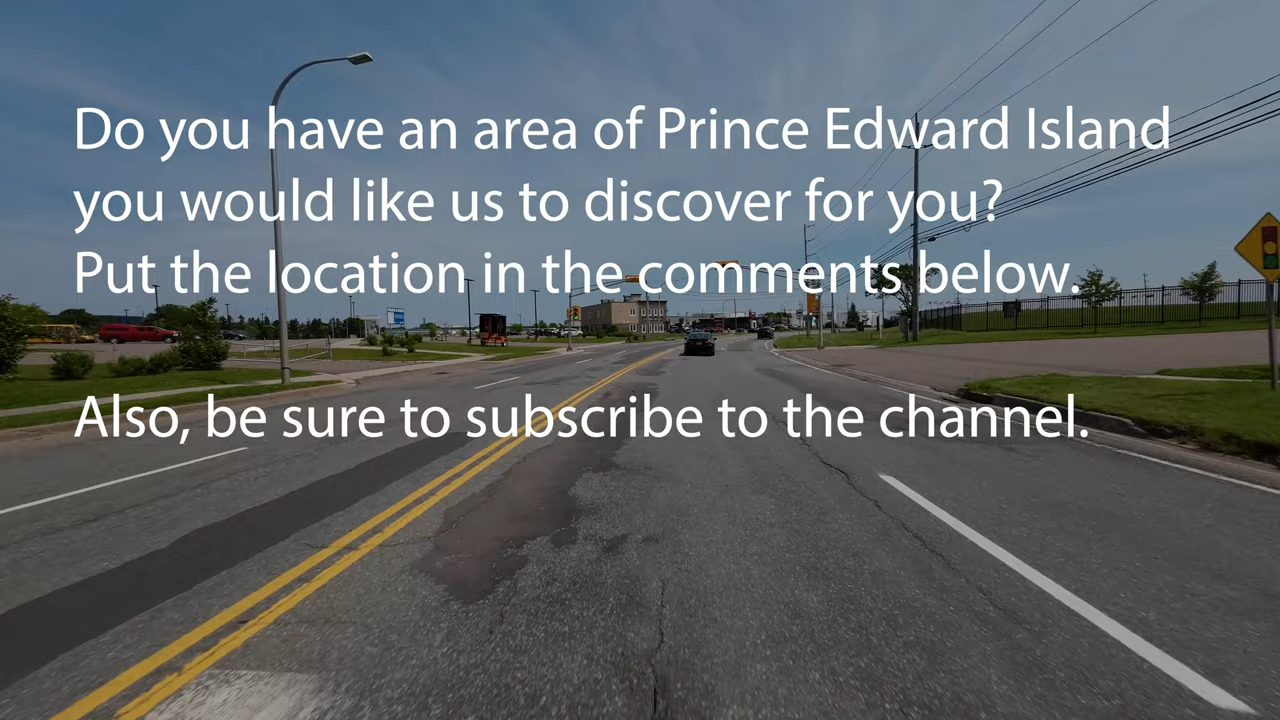 Do you have an area of Prince Edward Island
you would like us to discover for you?
Put the location in the comments below.
Also, be sure to subscribe to the channel.